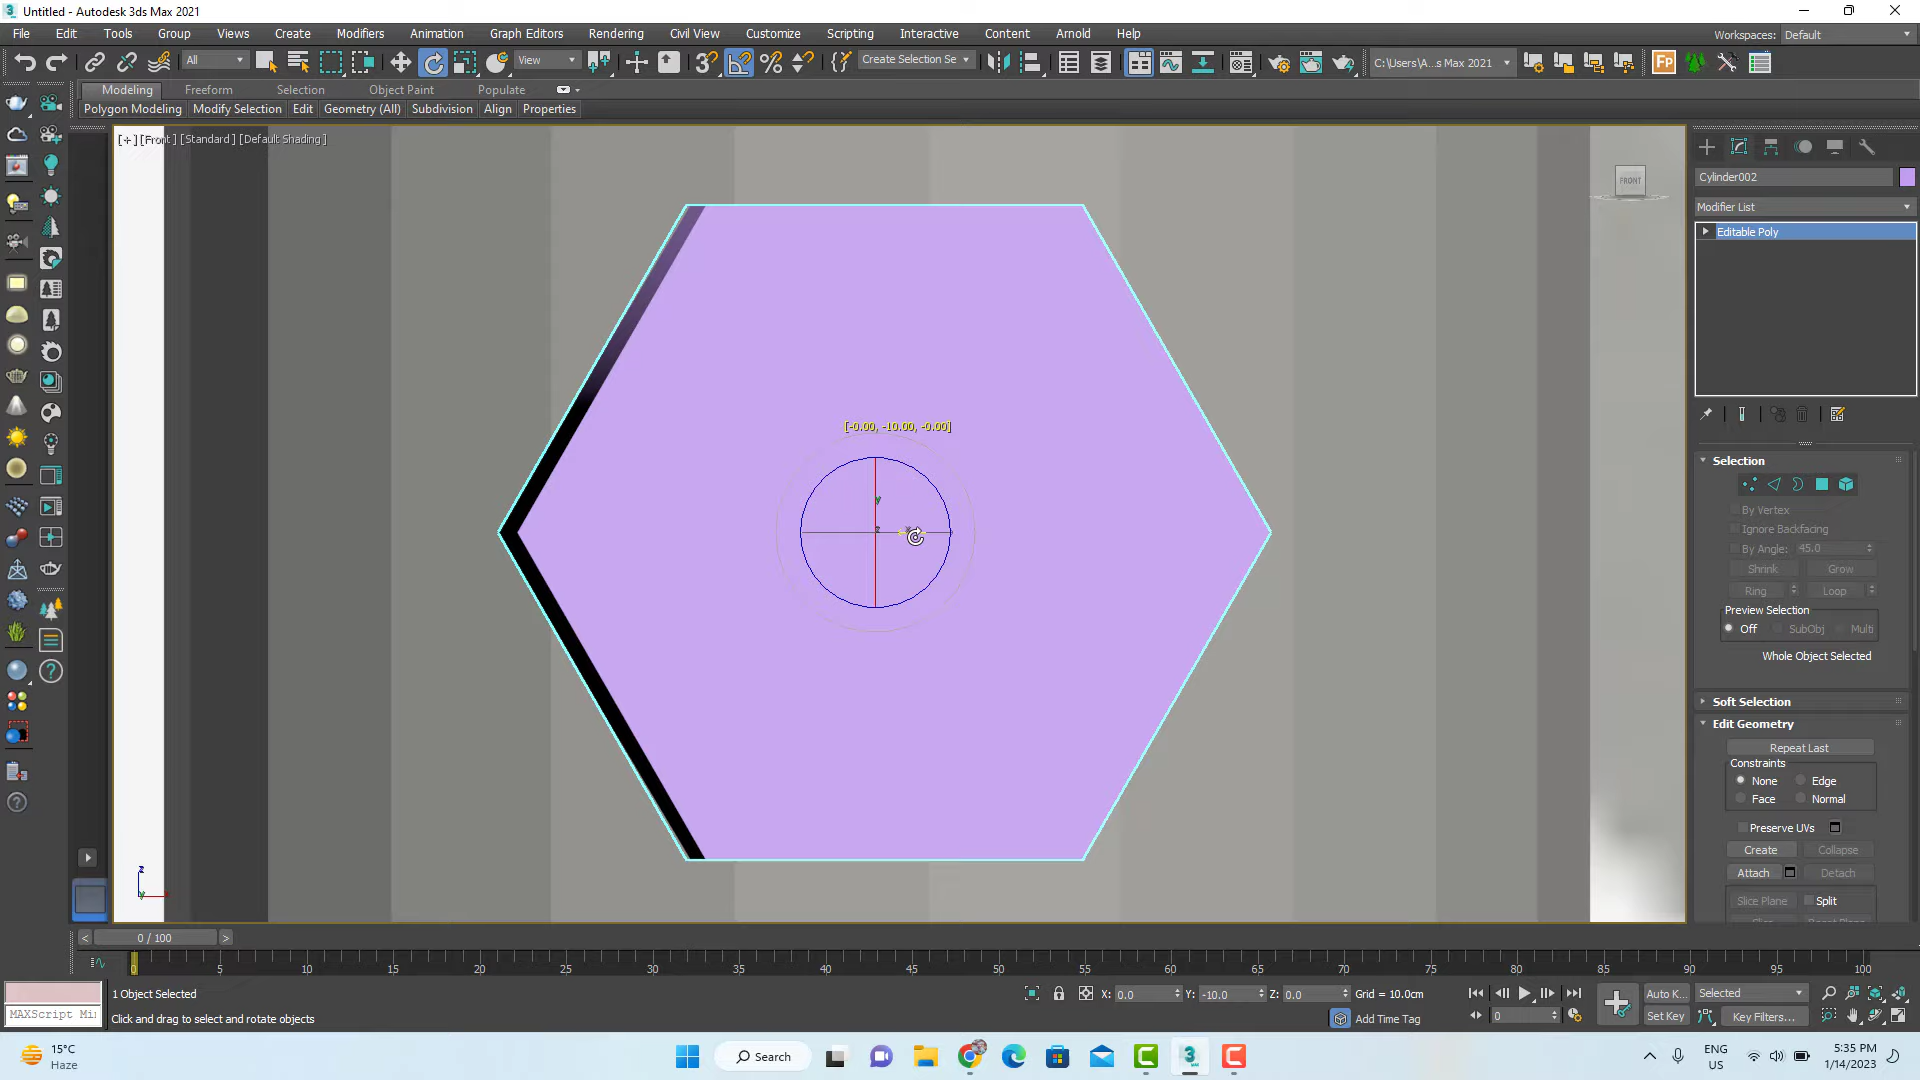 Untitled - Autodesk 3ds Max 2021
File Edit Tools Group Views Create Modifiers Animation Graph Editors Rendering Civil View Customize Scripting Interactive Content Arnold Help
Workspaces: Default
All View Create Selection Se C:\Users\A...s Max 2021
Modeling Freeform Selection Object Paint Populate
Polygon Modeling Modify Selection Edit Geometry (All) Subdivision Align Properties
[+] [Front] [Standard] [Default Shading]
FRONT
Cylinder002
Modifier List
Editable Poly
[-0.00, -10.00, -0.00]
y
z
x
Selection
By Vertex
Ignore Backfacing
By Angle: 45.0
Shrink Grow
Ring Loop
Preview Selection
Off SubObj Multi
Whole Object Selected
Soft Selection
Edit Geometry
Repeat Last
Constraints
None Edge
Face Normal
Preserve UVs
Create Collapse
Attach Detach
Slice Plane Split
z
y
x
< 0 / 100 >
0 5 10 15 20 25 30 35 40 45 50 55 60 65 70 75 80 85 90 95 100
1 Object Selected
X: 0.0 Y: -10.0 Z: 0.0 Grid = 10.0cm
Auto K... Selected
MAXScript Mi
Click and drag to select and rotate objects
Add Time Tag
0
Set Key Key Filters...
15°C
Haze
Search
ENG
US
5:35 PM
1/14/2023